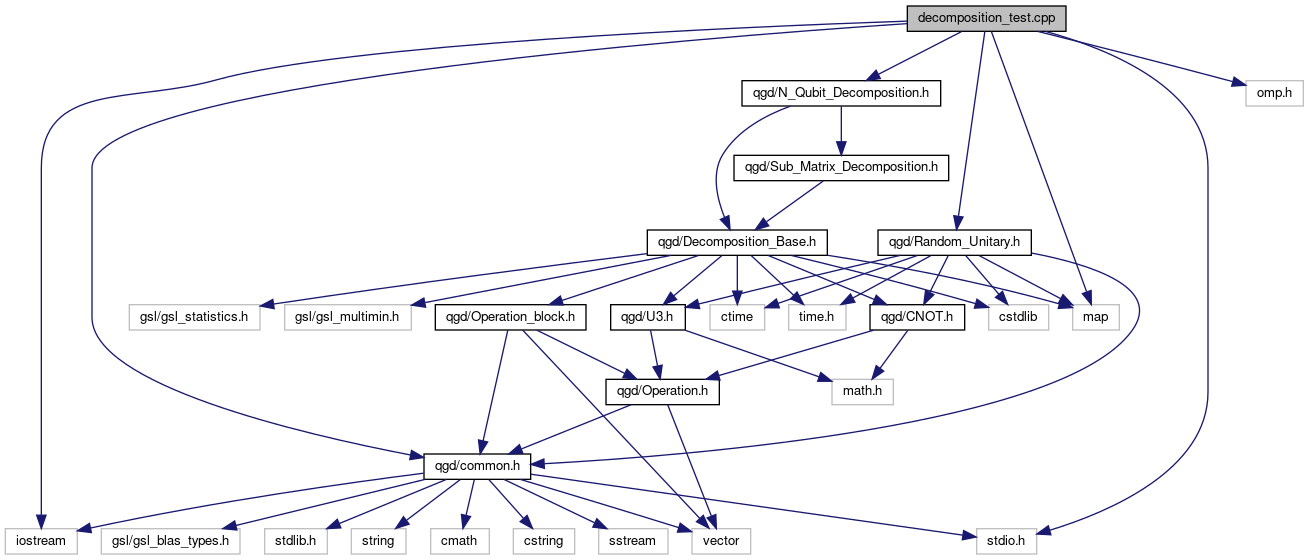 decomposition_test.cpp
qgd/N_Qubit_Decomposition.h
omp.h
qgd/Sub_Matrix_Decomposition.h
qgd/Decomposition_Base.h
qgd/Random_Unitary.h
gsl/gsl_statistics.h
gsl/gsl_multimin.h
qgd/Operation_block.h
qgd/U3.h
ctime
time.h
qgd/CNOT.h
cstdlib
map
qgd/Operation.h
math.h
qgd/common.h
iostream
gsl/gsl_blas_types.h
stdlib.h
string
cmath
cstring
sstream
vector
stdio.h